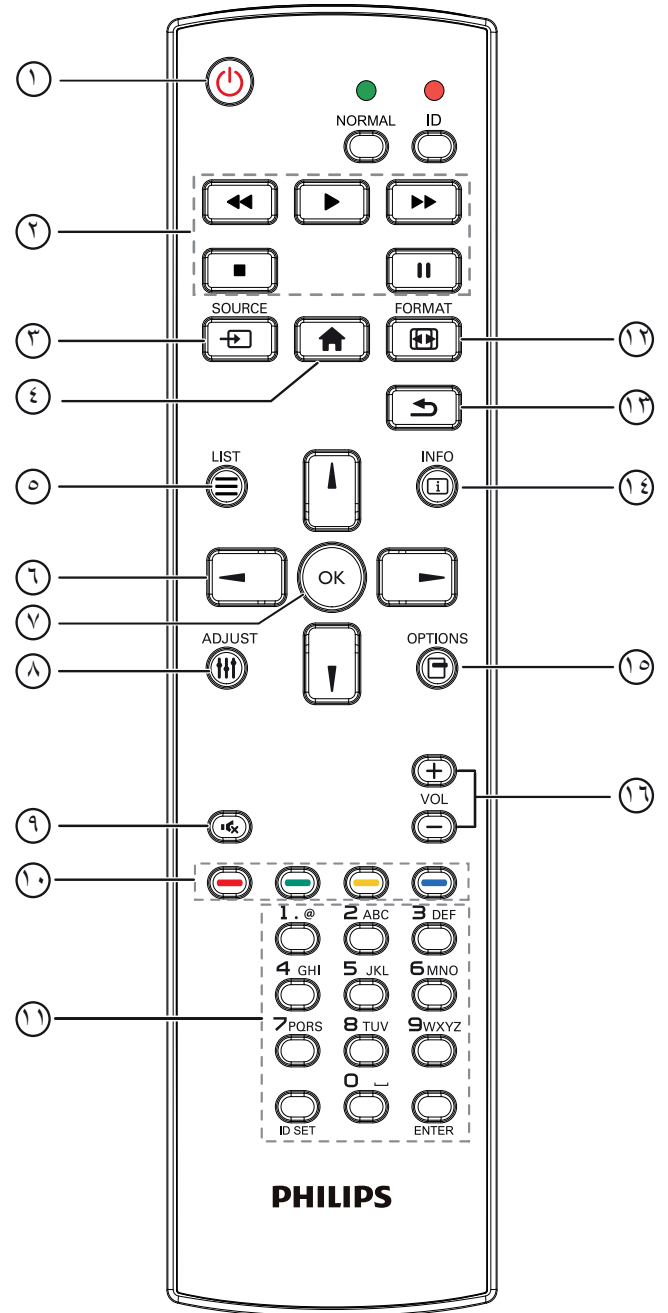 ١
NORMAL ID
٢
SOURCE FORMAT
٣ ١٢
٤
١٣
LIST INFO
٥ ١٤
٦
OK
٧
ADJUST OPTIONS
٨ ١٥
+
VOL ١٦
٩ −
١٠
1.@ 2 ABC 3 DEF
4 GHI 5 JKL 6 MNO
١١
7 PQRS 8 TUV 9 WXYZ
0 ⎵
ID SET ENTER
PHILIPS